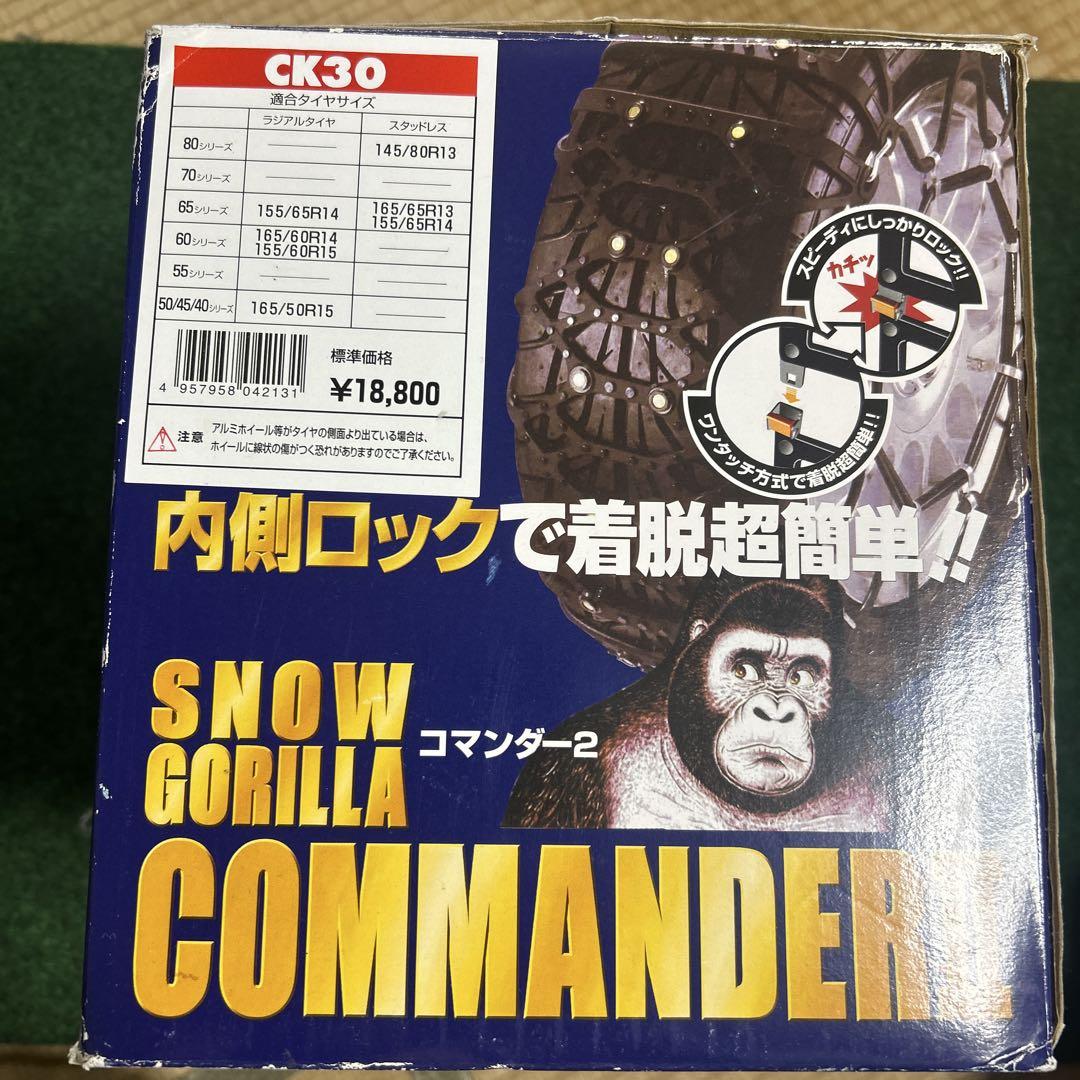 CK30
適合タイヤサイズ
ラジアルタイヤ スタッドレス
80シリーズ 145/80R13
70シリーズ
65シリーズ 155/65R14 165/65R13
155/65R14
60シリーズ 165/60R14
155/60R15
55シリーズ
50/45/40シリーズ 165/50R15
4 957958 042131
標準価格
¥18,800
注意
アルミホイール等がタイヤの側面より出ている場合は、
ホイールに線状の傷がつく恐れがありますのでご了承ください。
スピーディにしっかりロック!!
カチッ
ワンタッチ方式で着脱超簡単!!
内側ロックで着脱超簡単!!
SNOW
GORILLA
コマンダー2
COMMANDER II